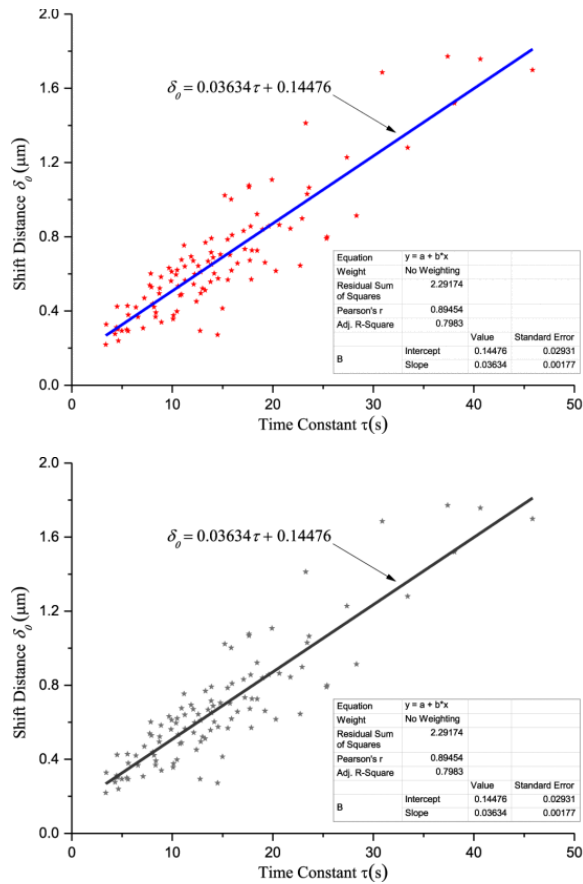 2.0
1.6
1.2
0.8
0.4
0.0
Shift Distance δ₀ (μm)
δ₀ = 0.03634τ + 0.14476
Equation y = a + b*x
Weight No Weighting
Residual Sum of Squares 2.29174
Pearson's r 0.89454
Adj. R-Square 0.7983
Value Standard Error
B Intercept 0.14476 0.02931
Slope 0.03634 0.00177
0 10 20 30 40 50
Time Constant τ(s)
2.0
1.6
1.2
0.8
0.4
0.0
Shift Distance δ₀ (μm)
δ₀ = 0.03634τ + 0.14476
Equation y = a + b*x
Weight No Weighting
Residual Sum of Squares 2.29174
Pearson's r 0.89454
Adj. R-Square 0.7983
Value Standard Error
B Intercept 0.14476 0.02931
Slope 0.03634 0.00177
0 10 20 30 40 50
Time Constant τ(s)